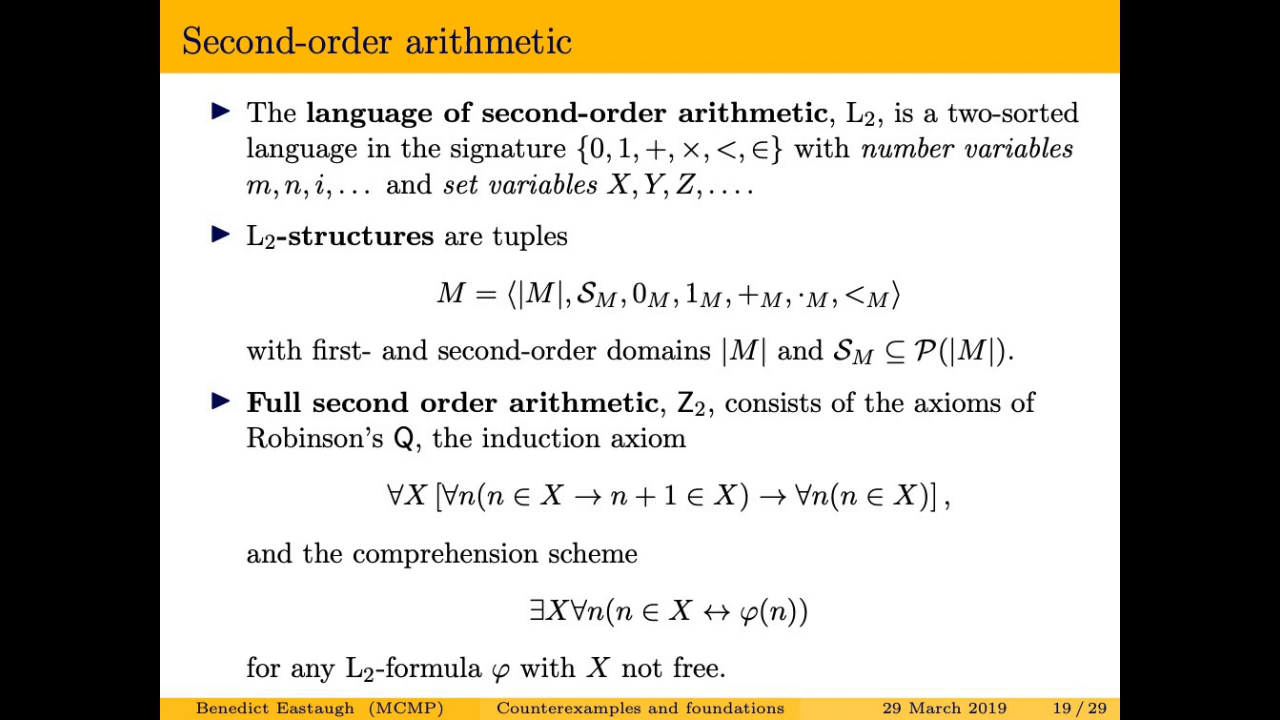 Second-order arithmetic
▶ The language of second-order arithmetic, L₂, is a two-sorted
language in the signature {0, 1, +, ×, <, ∈} with number variables
m, n, i, … and set variables X, Y, Z, ….
▶ L₂-structures are tuples
M = ⟨|M|, 𝒮_M, 0_M, 1_M, +_M, ·_M, <_M⟩
with first- and second-order domains |M| and 𝒮_M ⊆ 𝒫(|M|).
▶ Full second order arithmetic, Z₂, consists of the axioms of
Robinson's Q, the induction axiom
∀X [∀n(n ∈ X → n + 1 ∈ X) → ∀n(n ∈ X)] ,
and the comprehension scheme
∃X∀n(n ∈ X ↔ φ(n))
for any L₂-formula φ with X not free.
Benedict Eastaugh (MCMP) Counterexamples and foundations 29 March 2019 19 / 29